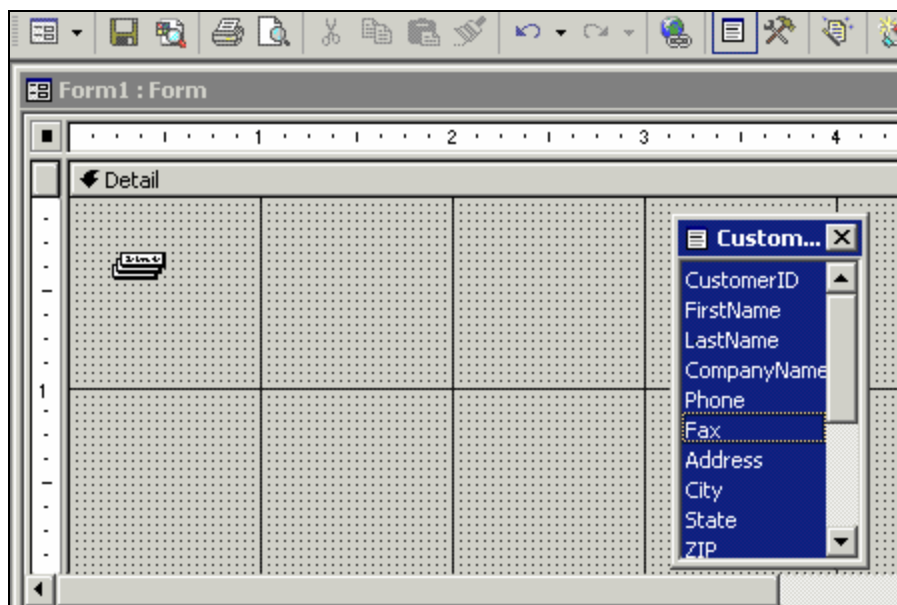 Form1 : Form
1 2 3 4
Detail
1
Custom...
CustomerID
FirstName
LastName
CompanyName
Phone
Fax
Address
City
State
ZIP